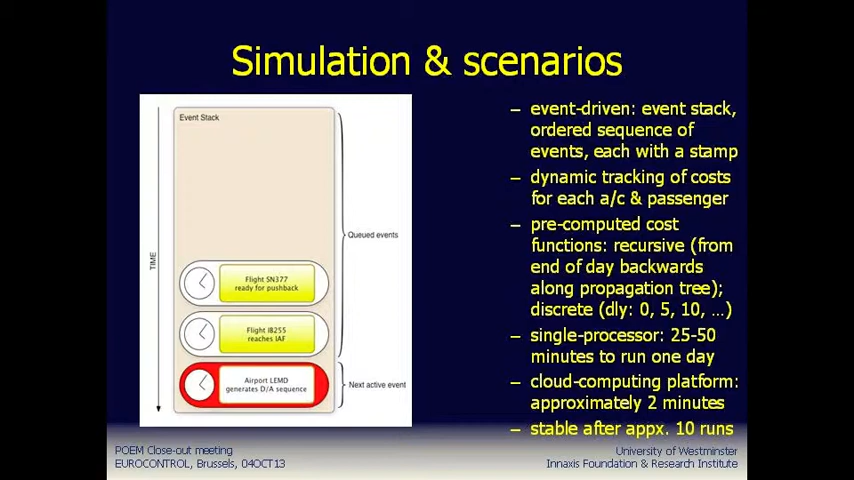 Simulation & scenarios
Event Stack
TIME
Queued events
Flight SN377
ready for pushback
Flight IB255
reaches IAF
Airport LEMD
generates D/A sequence
Next active event
– event-driven: event stack,
ordered sequence of
events, each with a stamp
– dynamic tracking of costs
for each a/c & passenger
– pre-computed cost
functions: recursive (from
end of day backwards
along propagation tree);
discrete (dly: 0, 5, 10, …)
– single-processor: 25-50
minutes to run one day
– cloud-computing platform:
approximately 2 minutes
– stable after appx. 10 runs
POEM Close-out meeting
EUROCONTROL, Brussels, 04OCT13
University of Westminster
Innaxis Foundation & Research Institute